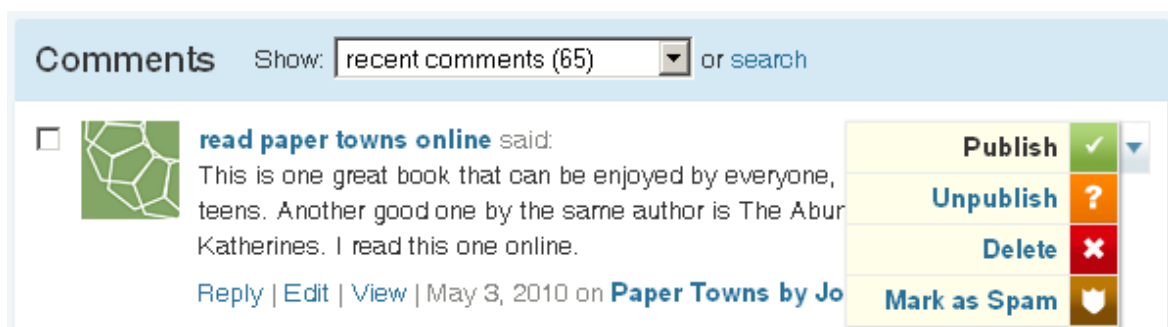 Comments Show: recent comments (65) or search
read paper towns online said:
This is one great book that can be enjoyed by everyone,
teens. Another good one by the same author is The
Katherines. I read this one online.
Reply | Edit | View | May 3, 2010 on Paper Towns by
Publish
Unpublish
Delete
Mark as Spam